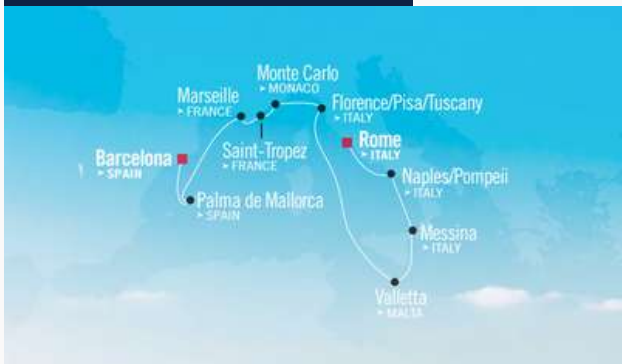 Monte Carlo
▸ MONACO
Marseille
▸ FRANCE
Florence/Pisa/Tuscany
▸ ITALY
Saint-Tropez
▸ FRANCE
Rome
▸ ITALY
Barcelona
▸ SPAIN
Naples/Pompeii
▸ ITALY
Palma de Mallorca
▸ SPAIN
Messina
▸ ITALY
Valletta
▸ MALTA